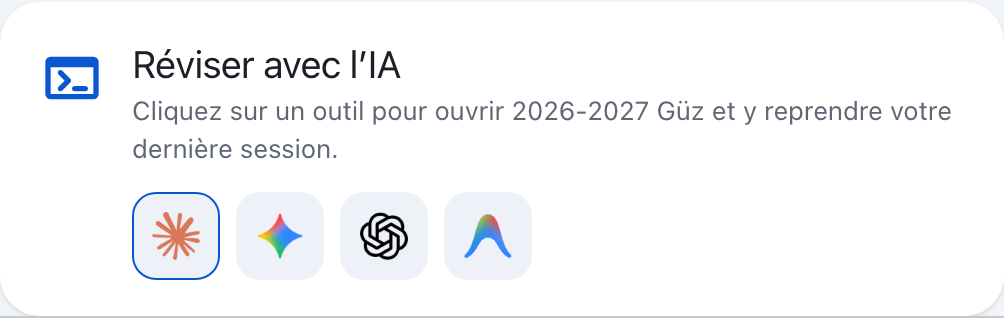 Réviser avec l’IA
Cliquez sur un outil pour ouvrir 2026-2027 Güz et y reprendre votre
dernière session.